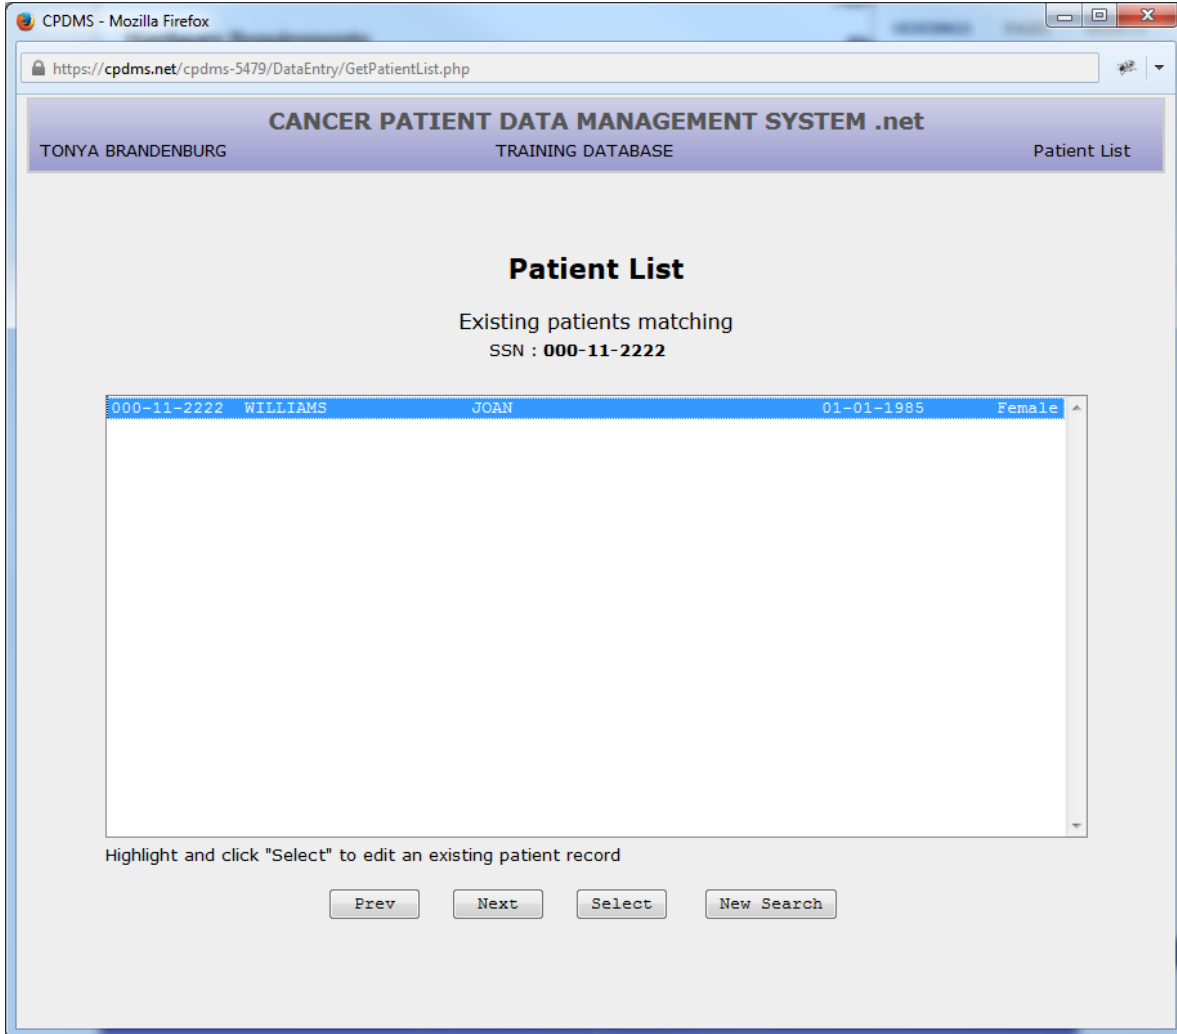 CPDMS - Mozilla Firefox
https://cpdms.net/cpdms-5479/DataEntry/GetPatientList.php
CANCER PATIENT DATA MANAGEMENT SYSTEM .net
TONYA BRANDENBURG TRAINING DATABASE Patient List
Patient List
Existing patients matching
SSN : 000-11-2222
000-11-2222 WILLIAMS JOAN 01-01-1985 Female
Highlight and click "Select" to edit an existing patient record
Prev Next Select New Search